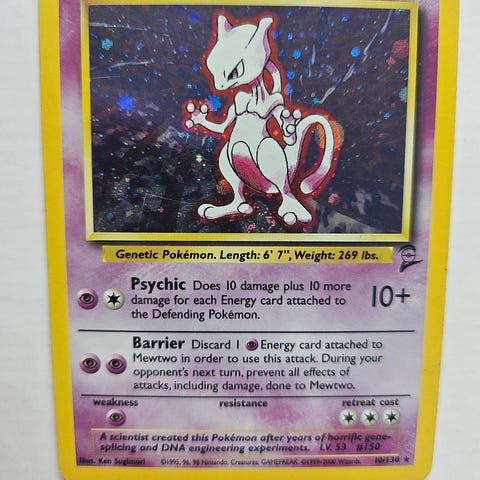 Genetic Pokémon. Length: 6' 7", Weight: 269 lbs.
Psychic Does 10 damage plus 10 more
damage for each Energy card attached to
the Defending Pokémon.
10+
Barrier Discard 1 Energy card attached to
Mewtwo in order to use this attack. During your
opponent's next turn, prevent all effects of
attacks, including damage, done to Mewtwo.
weakness resistance retreat cost
A scientist created this Pokémon after years of horrific gene-
splicing and DNA engineering experiments. LV. 53 #150
Illus. Ken Sugimori ©1995, 96, 98 Nintendo, Creatures, GAMEFREAK. ©1999-2000 Wizards. 10/130 ★